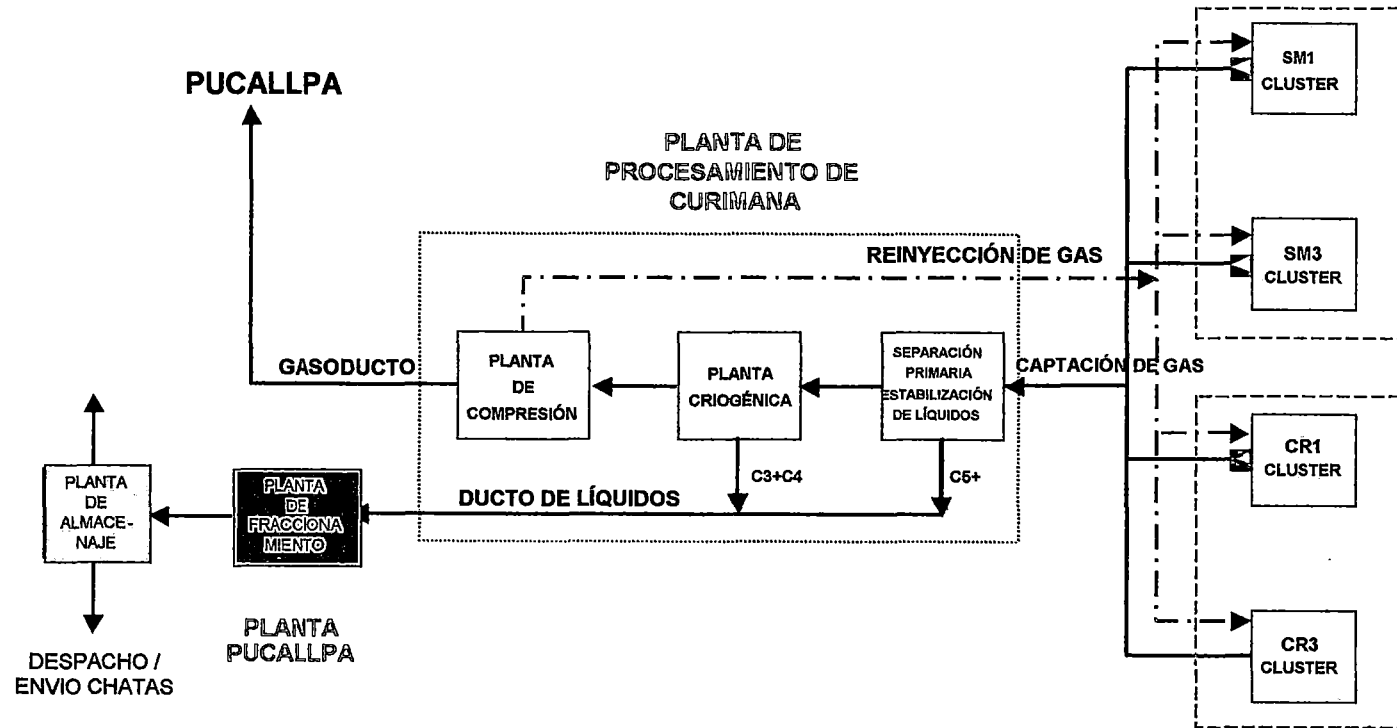 SM1
CLUSTER
PUCALLPA
PLANTA DE
PROCESAMIENTO DE
CURIMANA
SM3
CLUSTER
REINYECCIÓN DE GAS
GASODUCTO
PLANTA
DE
COMPRESIÓN
PLANTA
CRIOGÉNICA
SEPARACIÓN
PRIMARIA
ESTABILIZACIÓN
DE LÍQUIDOS
CAPTACIÓN DE GAS
CR1
CLUSTER
C3+C4
C5+
DUCTO DE LÍQUIDOS
PLANTA
DE
FRACCIONA
MIENTO
PLANTA
DE
ALMACE-
NAJE
PLANTA
PUCALLPA
CR3
CLUSTER
DESPACHO /
ENVIO CHATAS